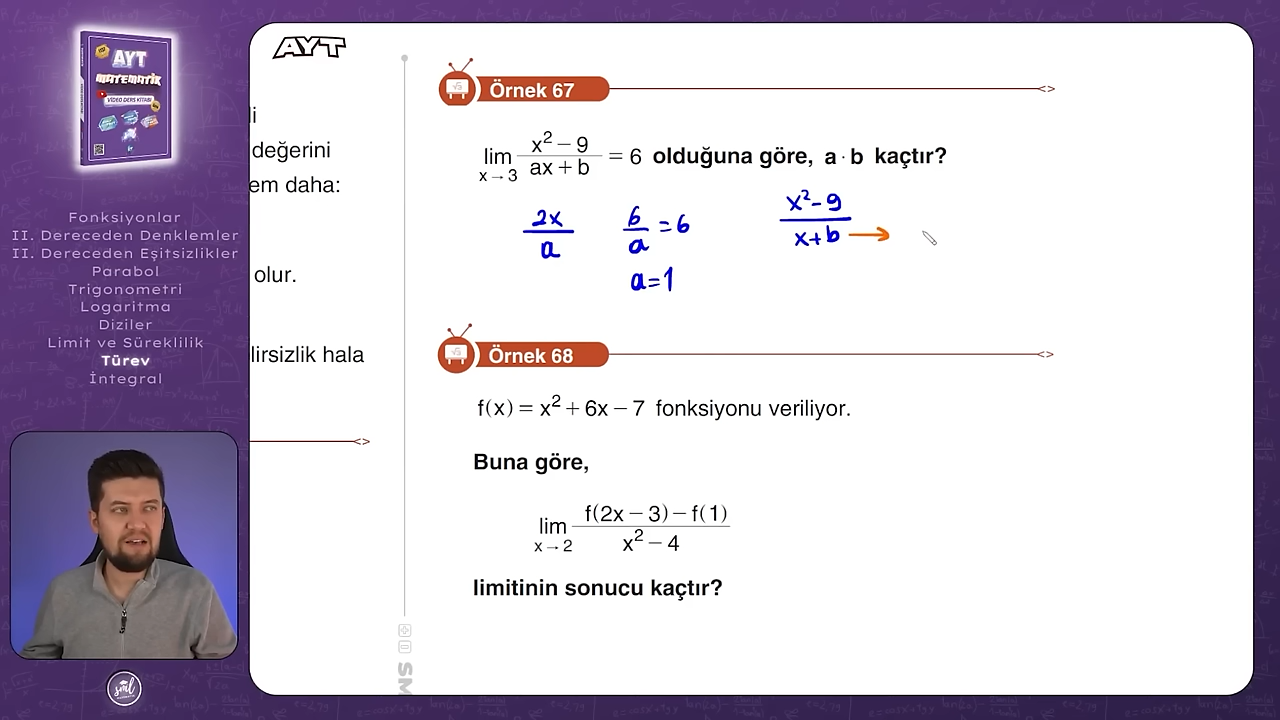 AYT
MATEMATİK
VİDEO DERS KİTABI
Fonksiyonlar
II. Dereceden Denklemler
II. Dereceden Eşitsizlikler
Parabol
Trigonometri
Logaritma
Diziler
Limit ve Süreklilik
Türev
İntegral
sml
AYT
li
değerini
em daha:
olur.
lirsizlik hala
SM
Örnek 67
lim x→3 (x² − 9)/(ax + b) = 6 olduğuna göre, a · b kaçtır?
2x/a 6/a = 6 (x² − 9)/(x + b) →
a = 1
Örnek 68
f(x) = x² + 6x − 7 fonksiyonu veriliyor.
Buna göre,
lim x→2 (f(2x − 3) − f(1))/(x² − 4)
limitinin sonucu kaçtır?